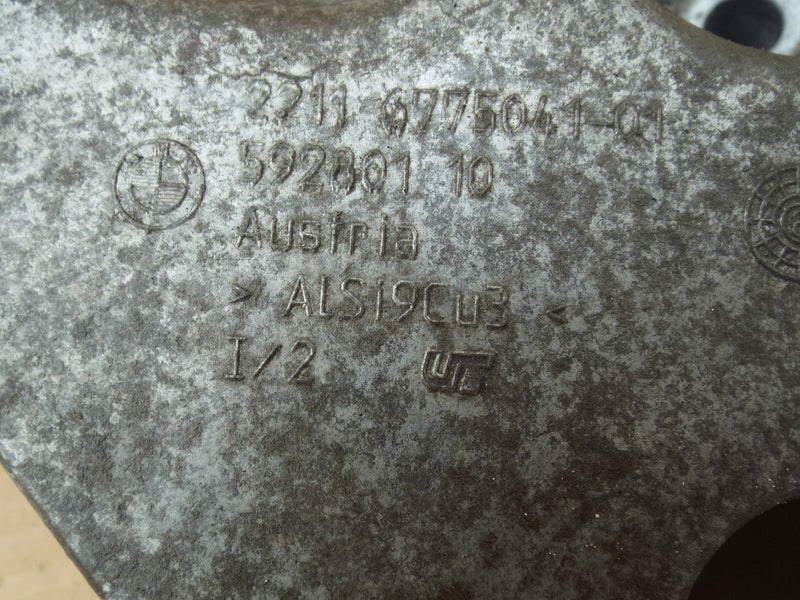 2211 6775041-01
592801 10
Austria
> AlSi9Cu3 <
I/2